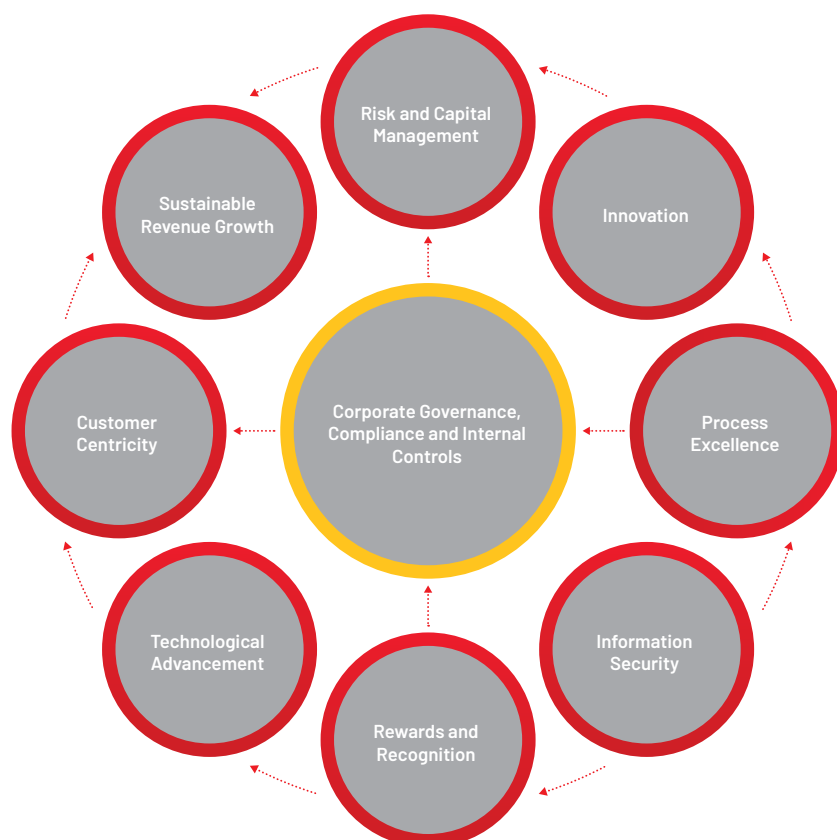 Risk and Capital
Management
Sustainable
Revenue Growth
Innovation
Customer
Centricity
Corporate Governance,
Compliance and Internal
Controls
Process
Excellence
Technological
Advancement
Information
Security
Rewards and
Recognition